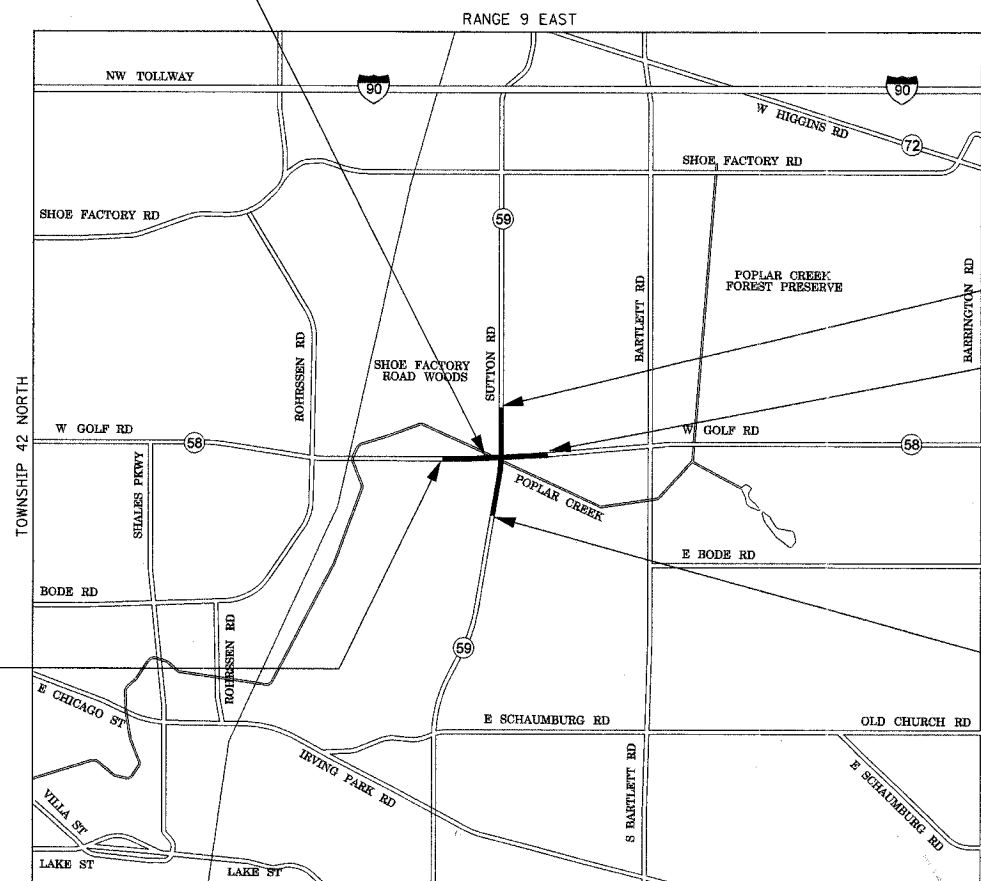 RANGE 9 EAST
NW TOLLWAY
90
90
W HIGGINS RD
72
SHOE FACTORY RD
SHOE FACTORY RD
59
POPLAR CREEK
FOREST PRESERVE
BARRINGTON RD
BARTLETT RD
SUTTON RD
ROHRSSEN RD
SHOE FACTORY
ROAD WOODS
TOWNSHIP 42 NORTH
W GOLF RD
58
W GOLF RD
58
SHALES PKWY
POPLAR CREEK
E BODE RD
BODE RD
ROHRSSEN RD
59
E CHICAGO ST
E SCHAUMBURG RD
OLD CHURCH RD
IRVING PARK RD
S BARTLETT RD
E SCHAUMBURG RD
VILLA ST
LAKE ST
LAKE ST